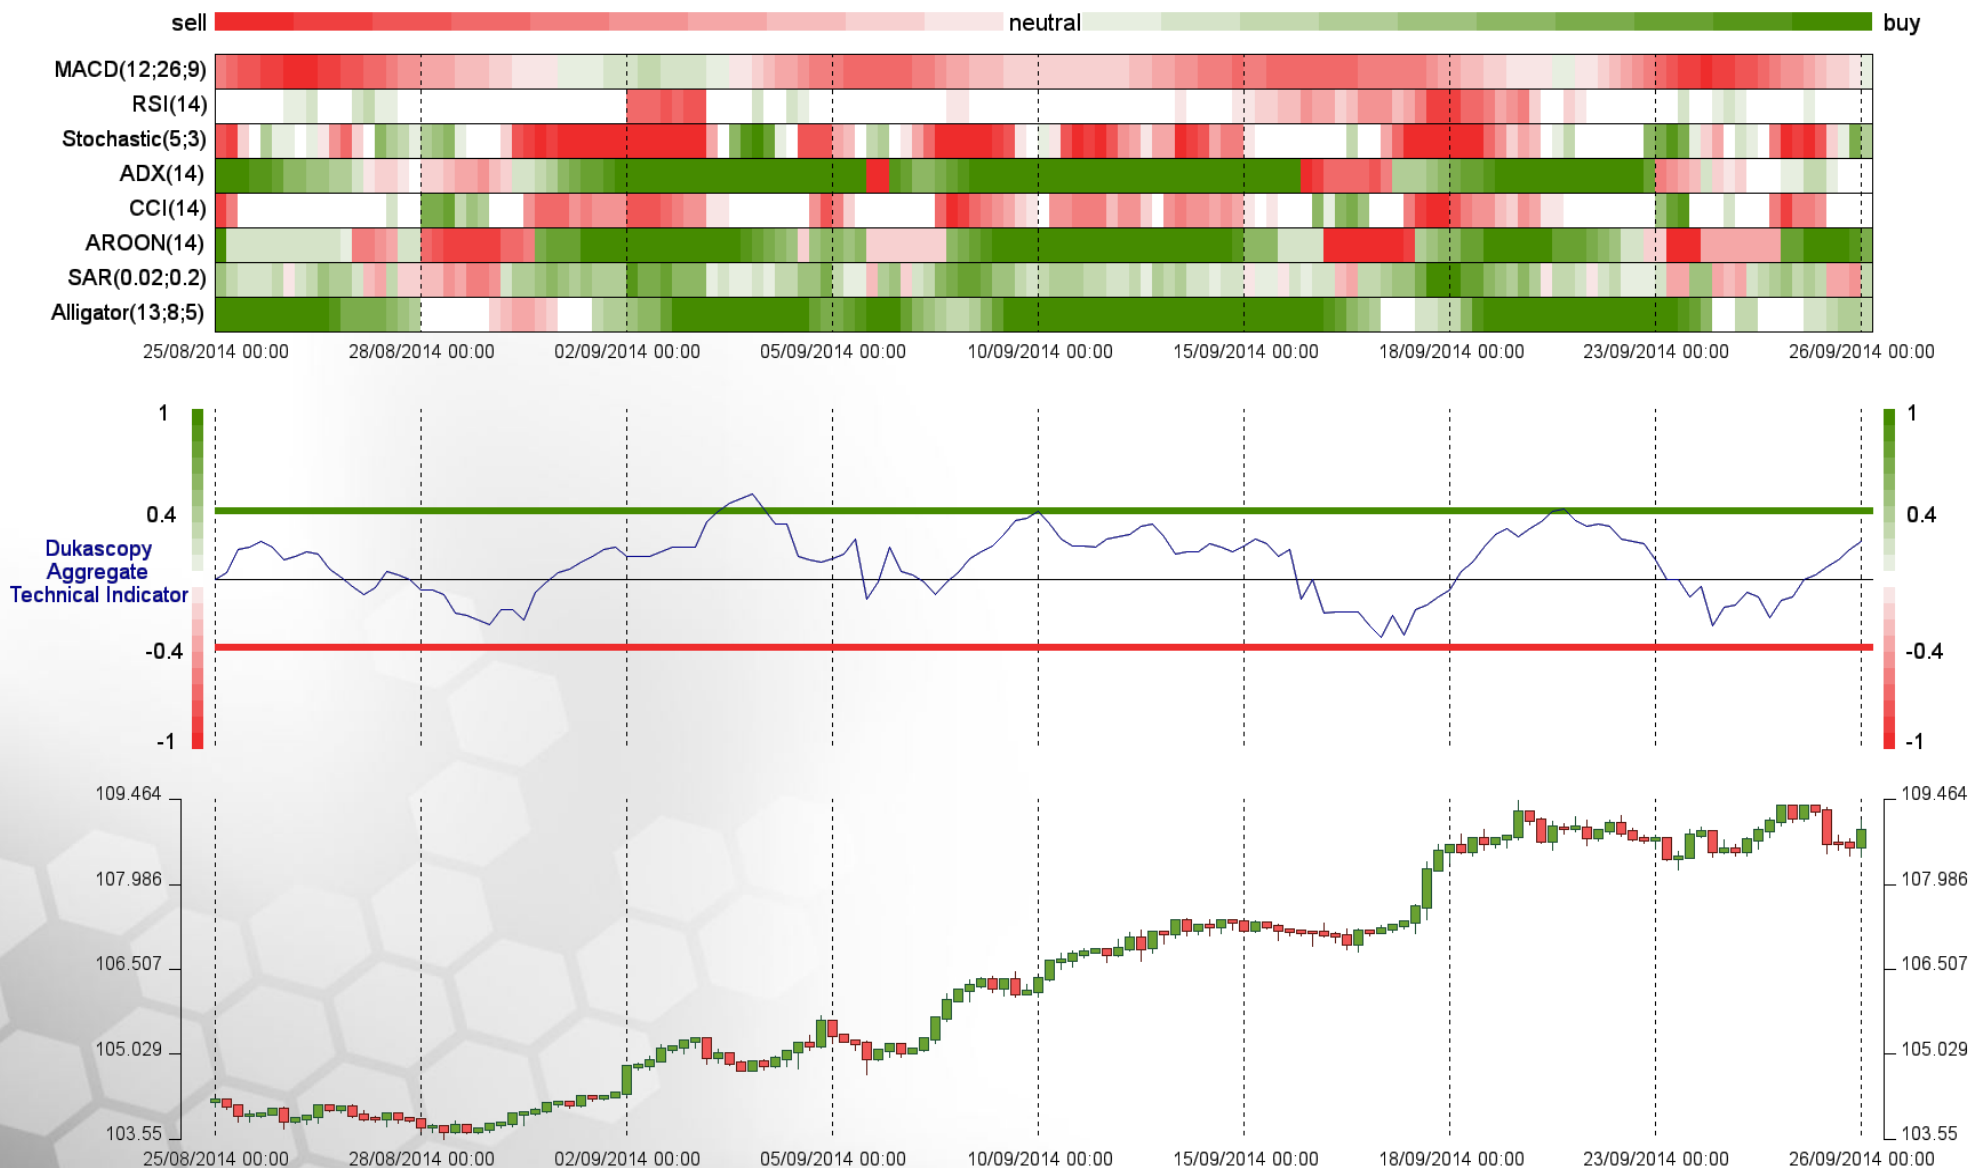 sell neutral buy
MACD(12;26;9)
RSI(14)
Stochastic(5;3)
ADX(14)
CCI(14)
AROON(14)
SAR(0.02;0.2)
Alligator(13;8;5)
25/08/2014 00:00 28/08/2014 00:00 02/09/2014 00:00 05/09/2014 00:00 10/09/2014 00:00 15/09/2014 00:00 18/09/2014 00:00 23/09/2014 00:00 26/09/2014 00:00
1 1
0.4 0.4
Dukascopy
Aggregate
Technical Indicator
-0.4 -0.4
-1 -1
109.464 109.464
107.986 107.986
106.507 106.507
105.029 105.029
103.55 103.55
25/08/2014 00:00 28/08/2014 00:00 02/09/2014 00:00 05/09/2014 00:00 10/09/2014 00:00 15/09/2014 00:00 18/09/2014 00:00 23/09/2014 00:00 26/09/2014 00:00